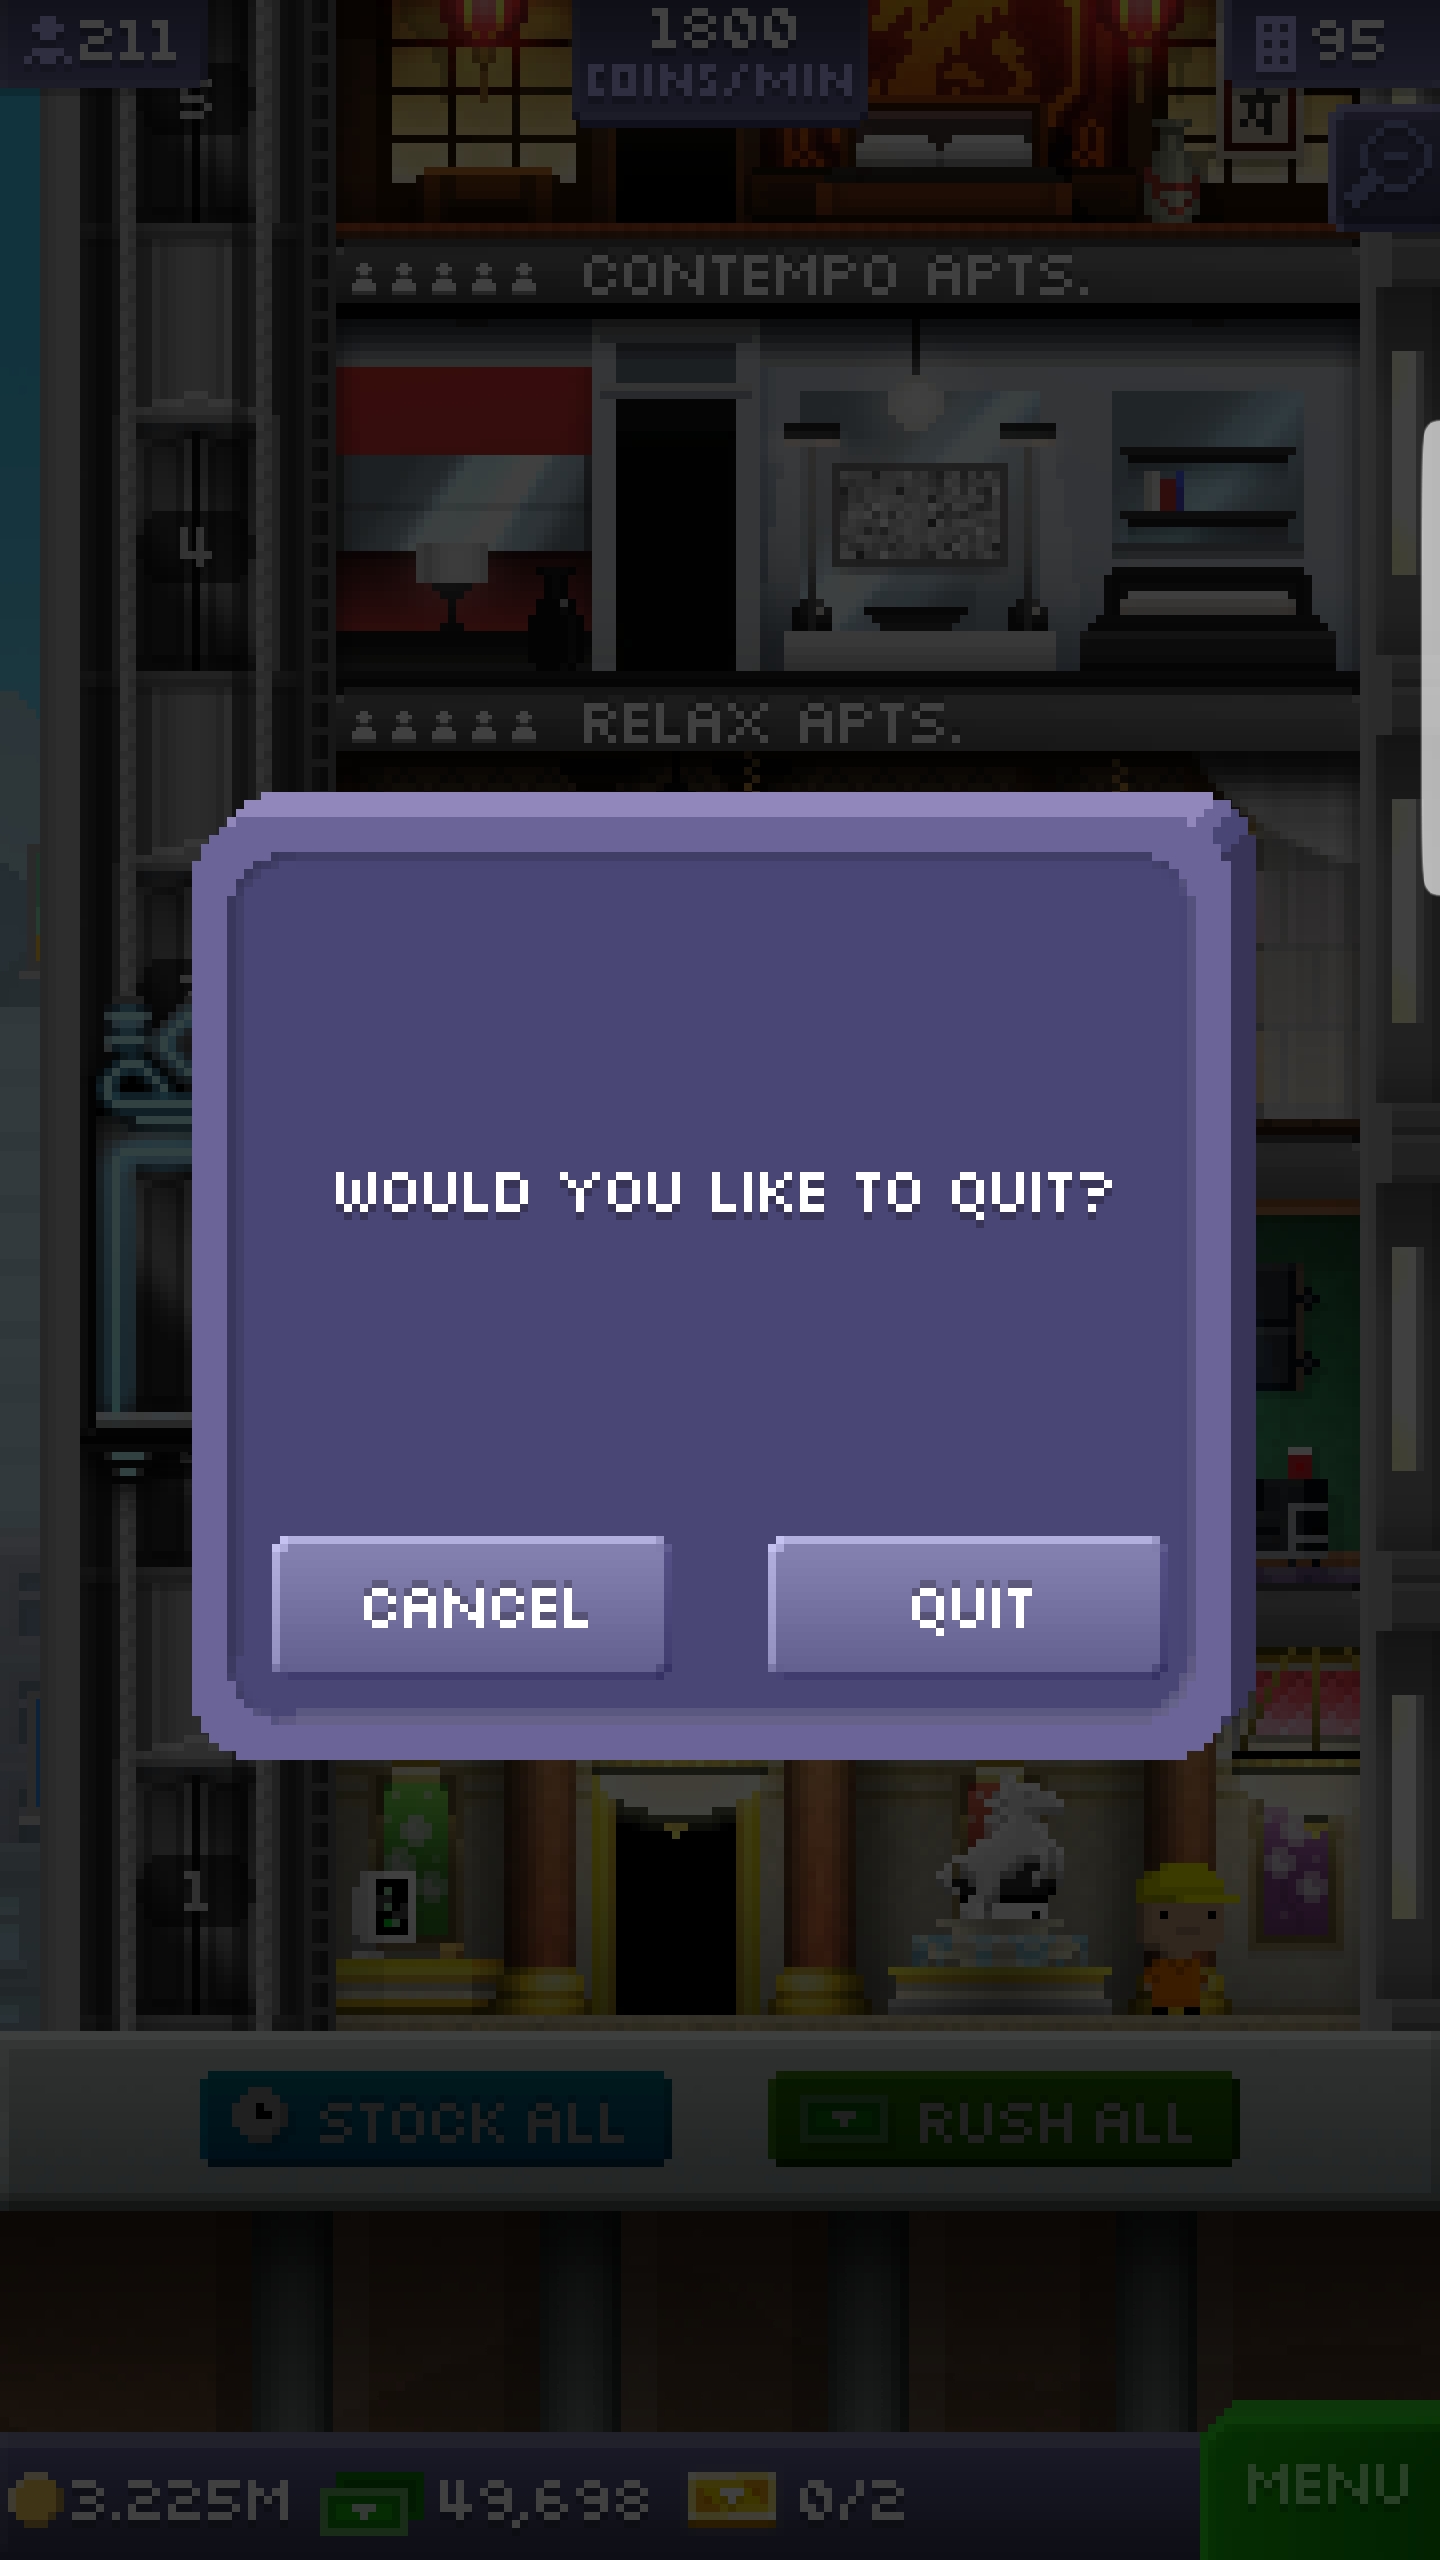 211
1800
COINS/MIN
95
5
CONTEMPO APTS.
4
RELAX APTS.
WOULD YOU LIKE TO QUIT?
CANCEL QUIT
1
STOCK ALL RUSH ALL
3.225M 49,698 0/2 MENU